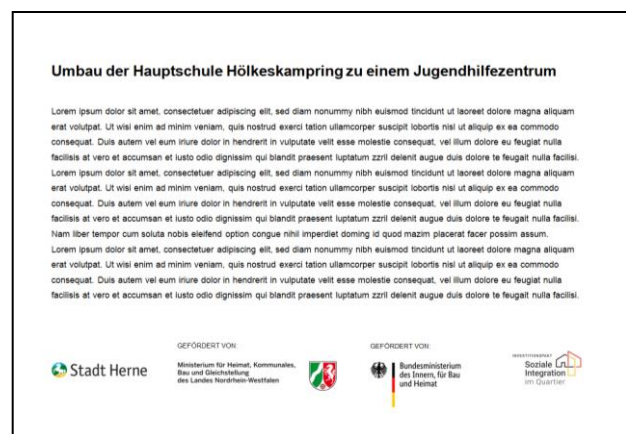 Umbau der Hauptschule Hölkeskampring zu einem Jugendhilfezentrum
Lorem ipsum dolor sit amet, consectetuer adipiscing elit, sed diam nonummy nibh euismod tincidunt ut laoreet dolore magna aliquam
erat volutpat. Ut wisi enim ad minim veniam, quis nostrud exerci tation ullamcorper suscipit lobortis nisl ut aliquip ex ea commodo
consequat. Duis autem vel eum iriure dolor in hendrerit in vulputate velit esse molestie consequat, vel illum dolore eu feugiat nulla
facilisis at vero et accumsan et iusto odio dignissim qui blandit praesent luptatum zzril delenit augue duis dolore te feugait nulla facilisi.
Lorem ipsum dolor sit amet, consectetuer adipiscing elit, sed diam nonummy nibh euismod tincidunt ut laoreet dolore magna aliquam
erat volutpat. Ut wisi enim ad minim veniam, quis nostrud exerci tation ullamcorper suscipit lobortis nisl ut aliquip ex ea commodo
consequat. Duis autem vel eum iriure dolor in hendrerit in vulputate velit esse molestie consequat, vel illum dolore eu feugiat nulla
facilisis at vero et accumsan et iusto odio dignissim qui blandit praesent luptatum zzril delenit augue duis dolore te feugait nulla facilisi.
Nam liber tempor cum soluta nobis eleifend option congue nihil imperdiet doming id quod mazim placerat facer possim assum.
Lorem ipsum dolor sit amet, consectetuer adipiscing elit, sed diam nonummy nibh euismod tincidunt ut laoreet dolore magna aliquam
erat volutpat. Ut wisi enim ad minim veniam, quis nostrud exerci tation ullamcorper suscipit lobortis nisl ut aliquip ex ea commodo
consequat. Duis autem vel eum iriure dolor in hendrerit in vulputate velit esse molestie consequat, vel illum dolore eu feugiat nulla
facilisis at vero et accumsan et iusto odio dignissim qui blandit praesent luptatum zzril delenit augue duis dolore te feugait nulla facilisi.
Stadt Herne
GEFÖRDERT VON:
Ministerium für Heimat, Kommunales,
Bau und Gleichstellung
des Landes Nordrhein-Westfalen
GEFÖRDERT VON:
Bundesministerium
des Innern, für Bau
und Heimat
INVESTITIONSPAKT
Soziale
Integration
im Quartier